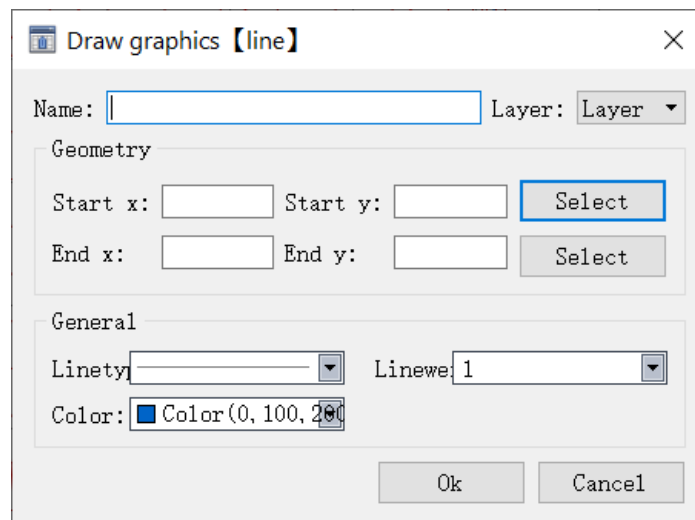 Draw graphics【line】
Name: Layer: Layer
Geometry
Start x: Start y: Select
End x: End y: Select
General
Linety Linewe 1
Color: Color(0,100,200
Ok Cancel